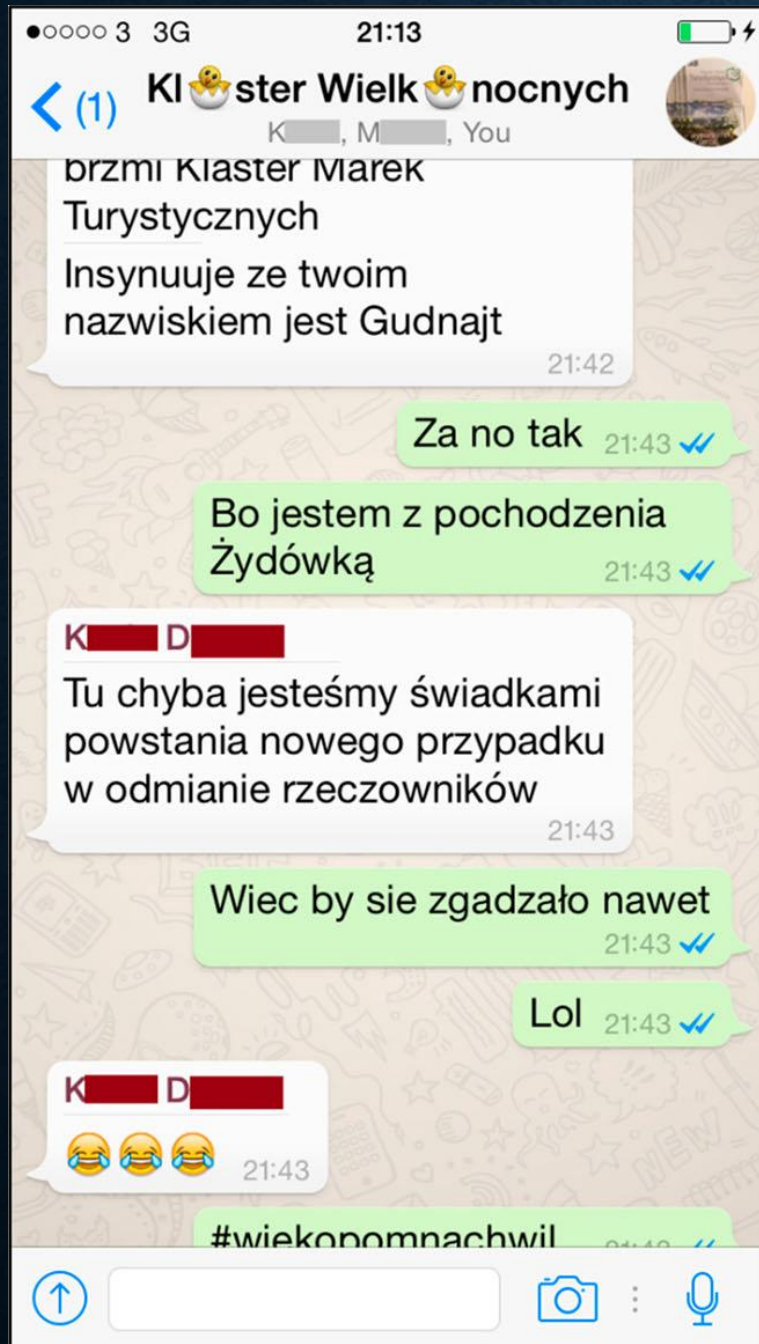 3 3G 21:13
(1) Kl🐣ster Wielk🐣nocnych
K, M, You
brzmi Klaster Marek
Turystycznych
Insynuuje ze twoim
nazwiskiem jest Gudnajt
21:42
Za no tak 21:43
Bo jestem z pochodzenia
Żydówką 21:43
K D
Tu chyba jesteśmy świadkami
powstania nowego przypadku
w odmianie rzeczowników
21:43
Wiec by sie zgadzało nawet
21:43
Lol 21:43
K D
😂😂😂 21:43
#wiekopomnachwil